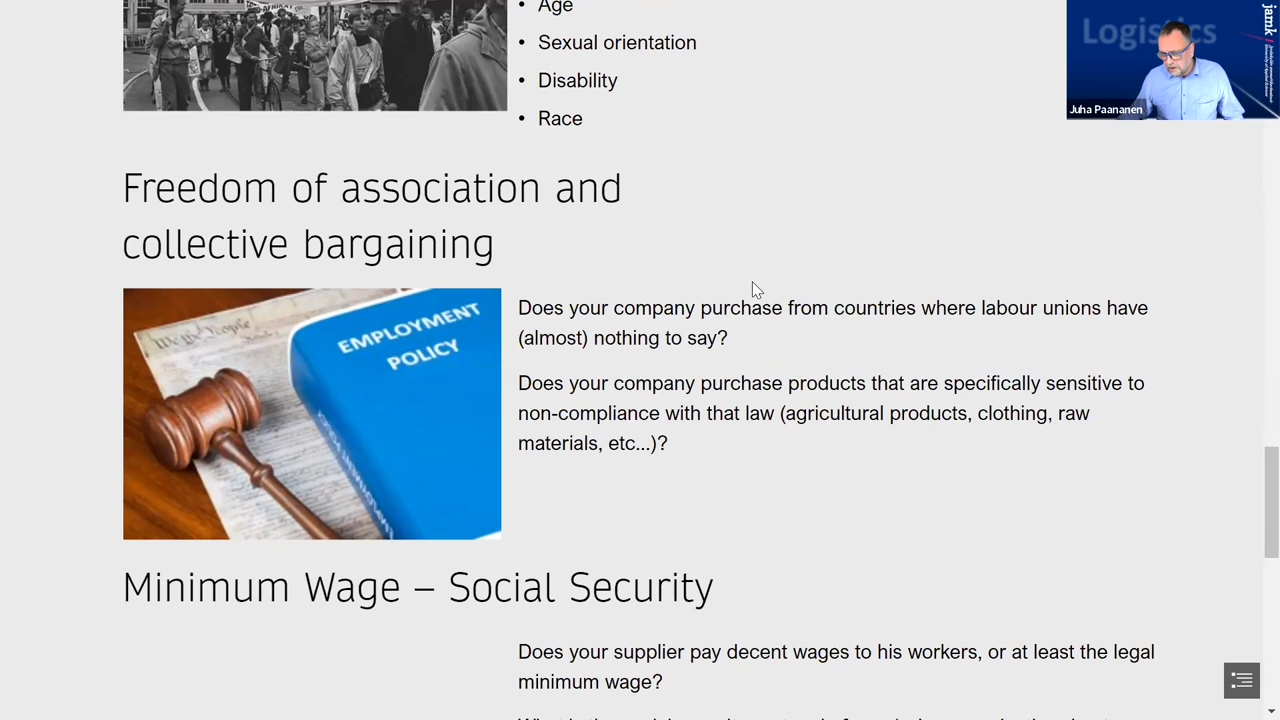 Age
• Sexual orientation
• Disability
• Race
Logistics
jamk
Juha Paananen
Freedom of association and
collective bargaining
We the People
EMPLOYMENT
POLICY
Does your company purchase from countries where labour unions have
(almost) nothing to say?
Does your company purchase products that are specifically sensitive to
non-compliance with that law (agricultural products, clothing, raw
materials, etc...)?
Minimum Wage – Social Security
Does your supplier pay decent wages to his workers, or at least the legal
minimum wage?